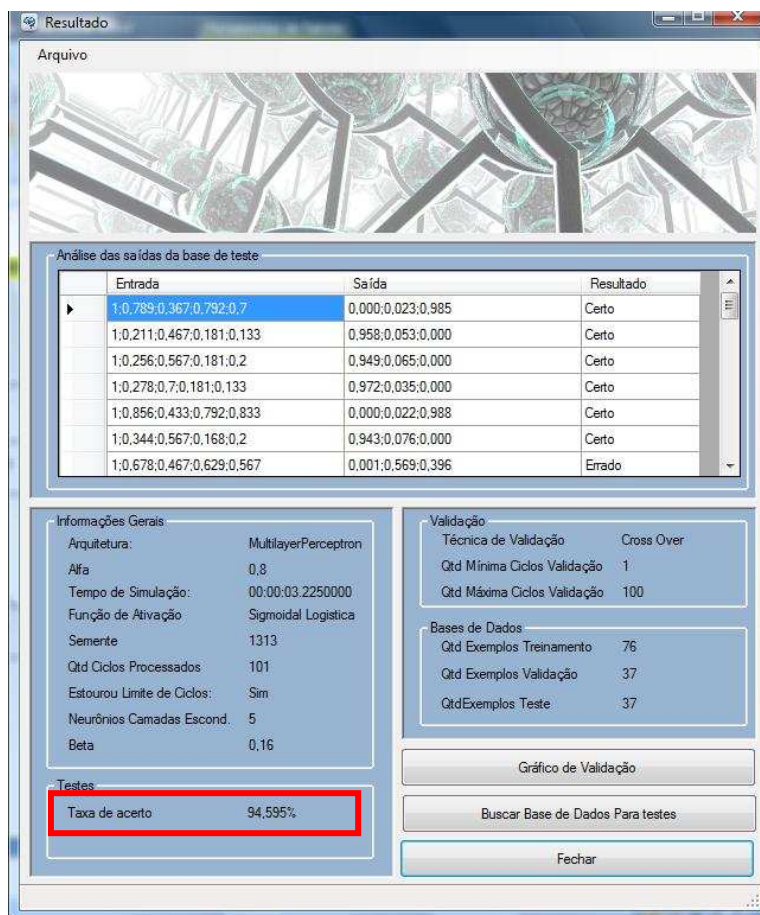 Resultado
Arquivo
Análise das saídas da base de teste
Entrada Saída Resultado
1;0,789;0,367;0,792;0,7 0,000;0,023;0,985 Certo
1;0,211;0,467;0,181;0,133 0,958;0,053;0,000 Certo
1;0,256;0,567;0,181;0,2 0,949;0,065;0,000 Certo
1;0,278;0,7;0,181;0,133 0,972;0,035;0,000 Certo
1;0,856;0,433;0,792;0,833 0,000;0,022;0,988 Certo
1;0,344;0,567;0,168;0,2 0,943;0,076;0,000 Certo
1;0,678;0,467;0,629;0,567 0,001;0,569;0,396 Errado
Informações Gerais
Arquitetura: MultilayerPerceptron
Alfa 0,8
Tempo de Simulação: 00:00:03.2250000
Função de Ativação Sigmoidal Logistica
Semente 1313
Qtd Ciclos Processados 101
Estourou Limite de Ciclos: Sim
Neurônios Camadas Escond. 5
Beta 0,16
Testes
Taxa de acerto 94,595%
Validação
Técnica de Validação Cross Over
Qtd Mínima Ciclos Validação 1
Qtd Máxima Ciclos Validação 100
Bases de Dados
Qtd Exemplos Treinamento 76
Qtd Exemplos Validação 37
QtdExemplos Teste 37
Gráfico de Validação
Buscar Base de Dados Para testes
Fechar